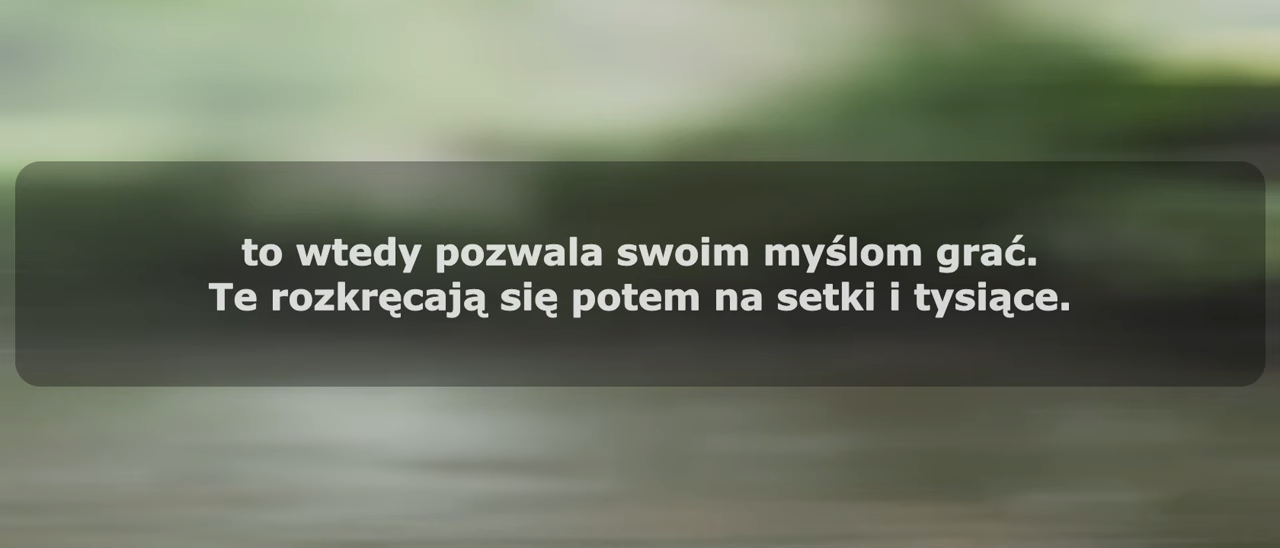 to wtedy pozwala swoim myślom grać.
Te rozkręcają się potem na setki i tysiące.